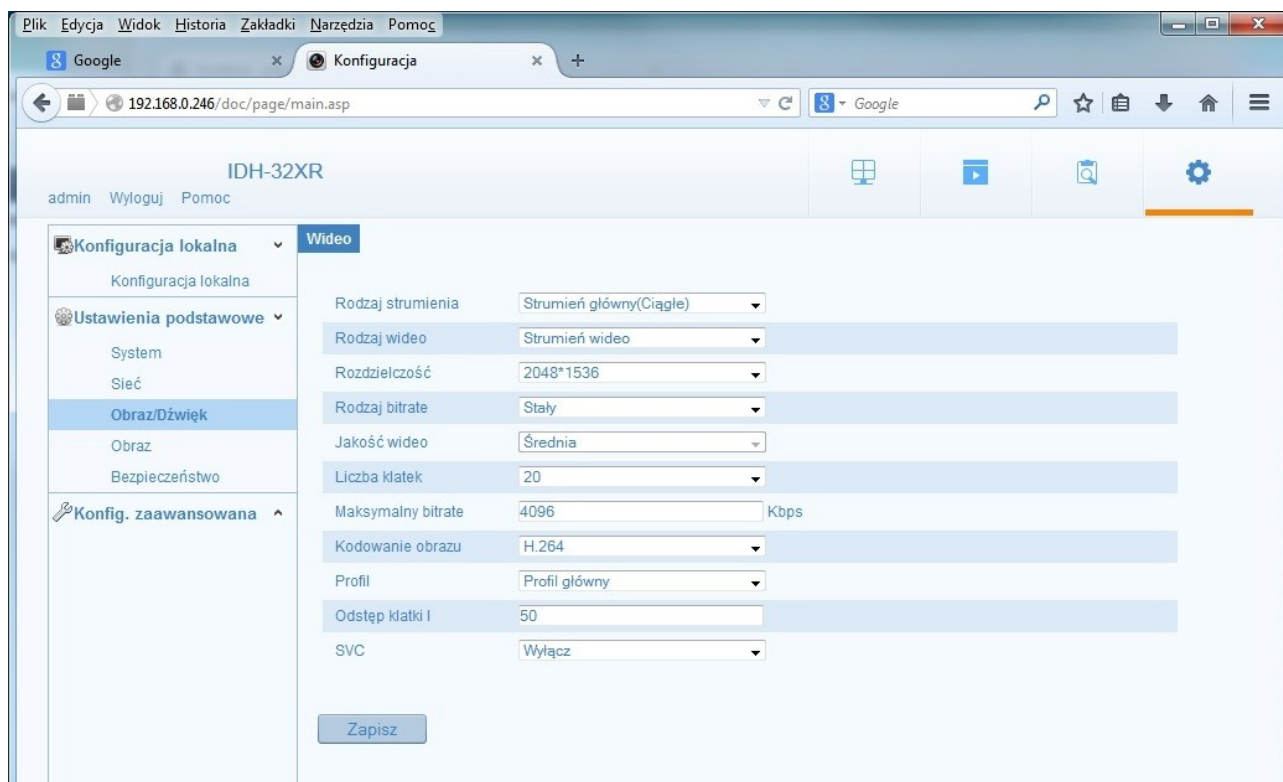 Plik Edycja Widok Historia Zakładki Narzędzia Pomoc
Google
Konfiguracja
192.168.0.246/doc/page/main.asp
Google
IDH-32XR
admin Wyloguj Pomoc
Konfiguracja lokalna
Konfiguracja lokalna
Ustawienia podstawowe
System
Sieć
Obraz/Dźwięk
Obraz
Bezpieczeństwo
Konfig. zaawansowana
Wideo
Rodzaj strumienia Strumień główny(Ciągłe)
Rodzaj wideo Strumień wideo
Rozdzielczość 2048*1536
Rodzaj bitrate Stały
Jakość wideo Średnia
Liczba klatek 20
Maksymalny bitrate 4096 Kbps
Kodowanie obrazu H.264
Profil Profil główny
Odstęp klatki I 50
SVC Wyłącz
Zapisz